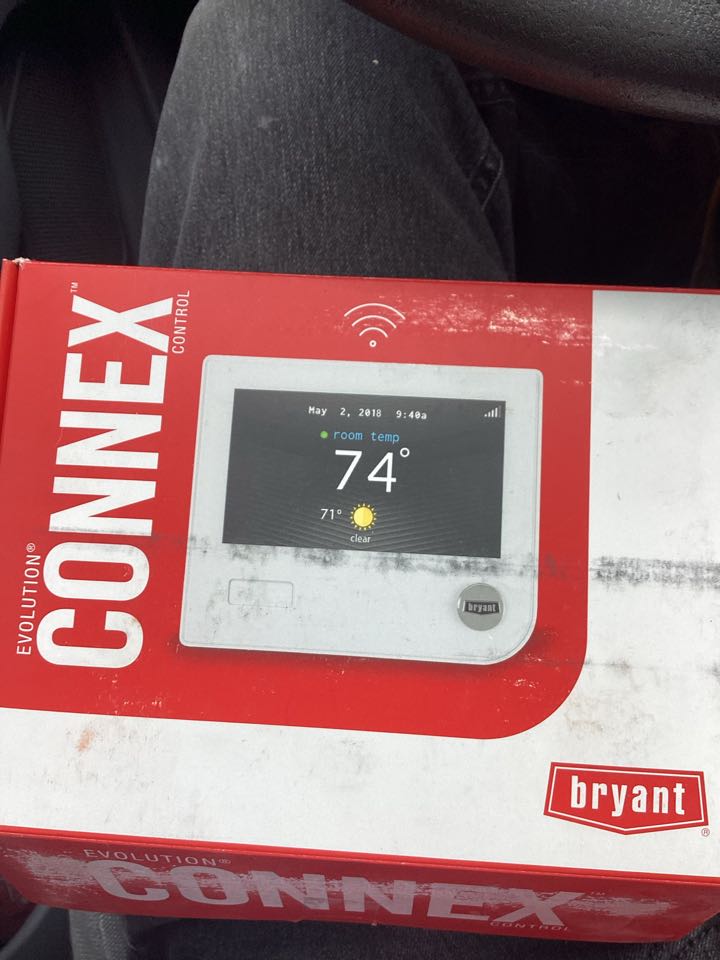 EVOLUTION®
CONNEX™
CONTROL
May 2, 2018 9:40a
room temp
74°
71°
clear
bryant
bryant®
EVOLUTION®
CONNEX™
CONTROL